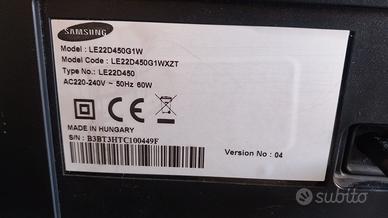 SAMSUNG
Model : LE22D450G1W
Model Code : LE22D450G1WXZT
Type No.: LE22D450
AC220-240V ~ 50Hz 60W
CE
MADE IN HUNGARY
S/N : B3BT3HTC100449F
Version No : 04
subito